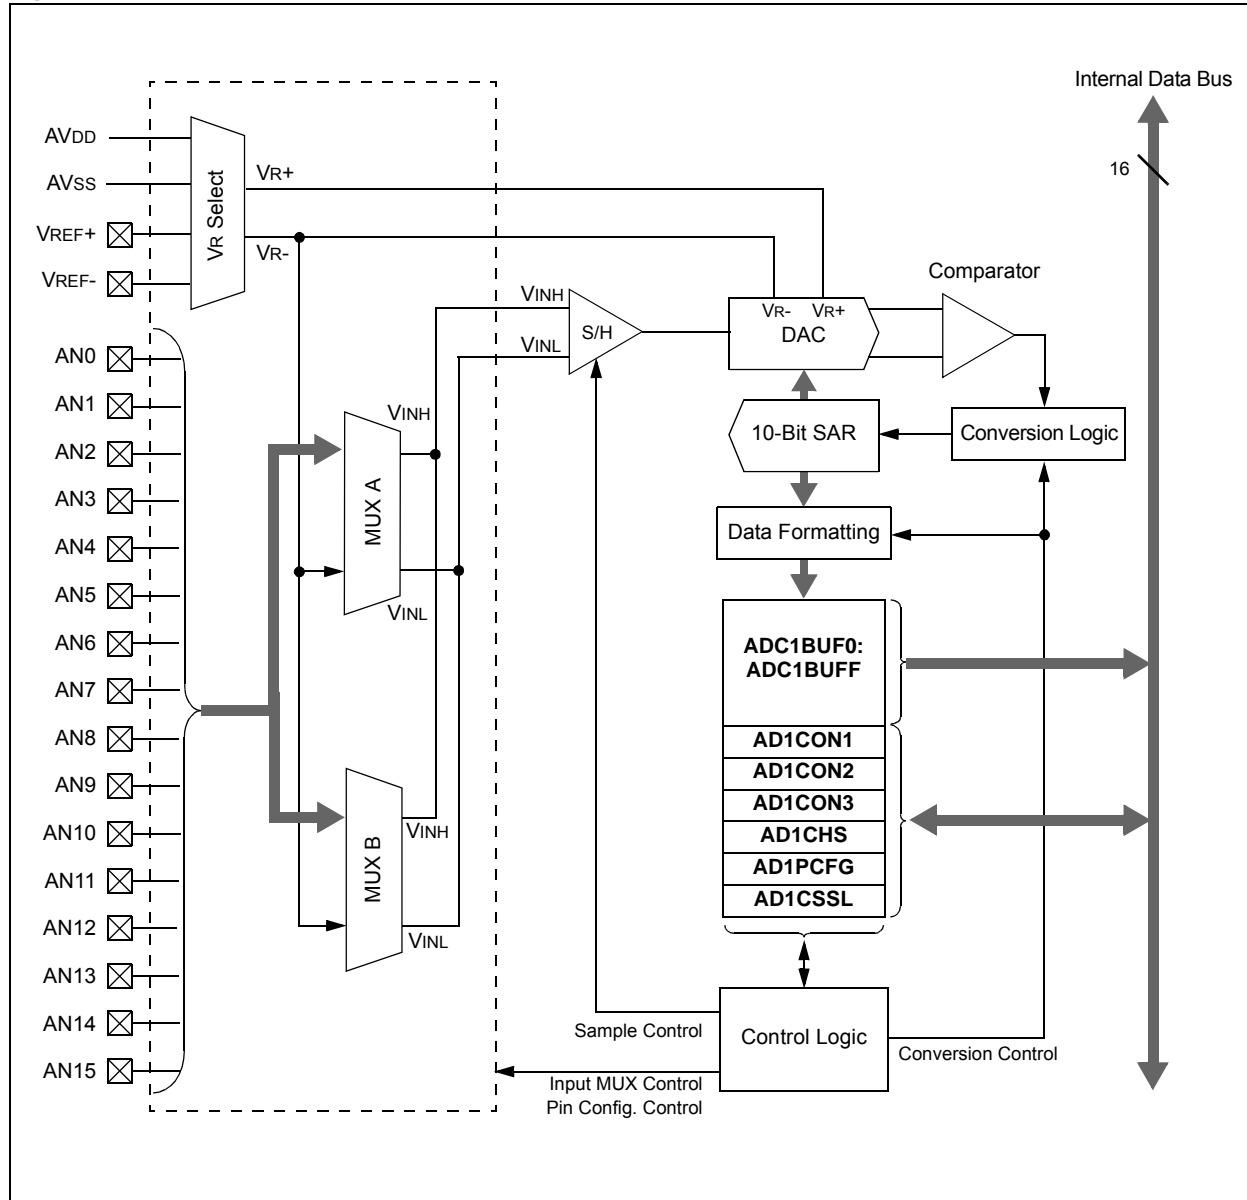 Internal Data Bus
16
AVDD
AVSS
VREF+
VREF-
VR Select
VR+
VR-
AN0
AN1
AN2
AN3
AN4
AN5
AN6
AN7
AN8
AN9
AN10
AN11
AN12
AN13
AN14
AN15
MUX A
VINH
VINL
MUX B
VINH
VINL
VINH
VINL
S/H
VR- VR+
DAC
Comparator
10-Bit SAR
Conversion Logic
Data Formatting
ADC1BUF0:
ADC1BUFF
AD1CON1
AD1CON2
AD1CON3
AD1CHS
AD1PCFG
AD1CSSL
Control Logic
Sample Control
Conversion Control
Input MUX Control
Pin Config. Control